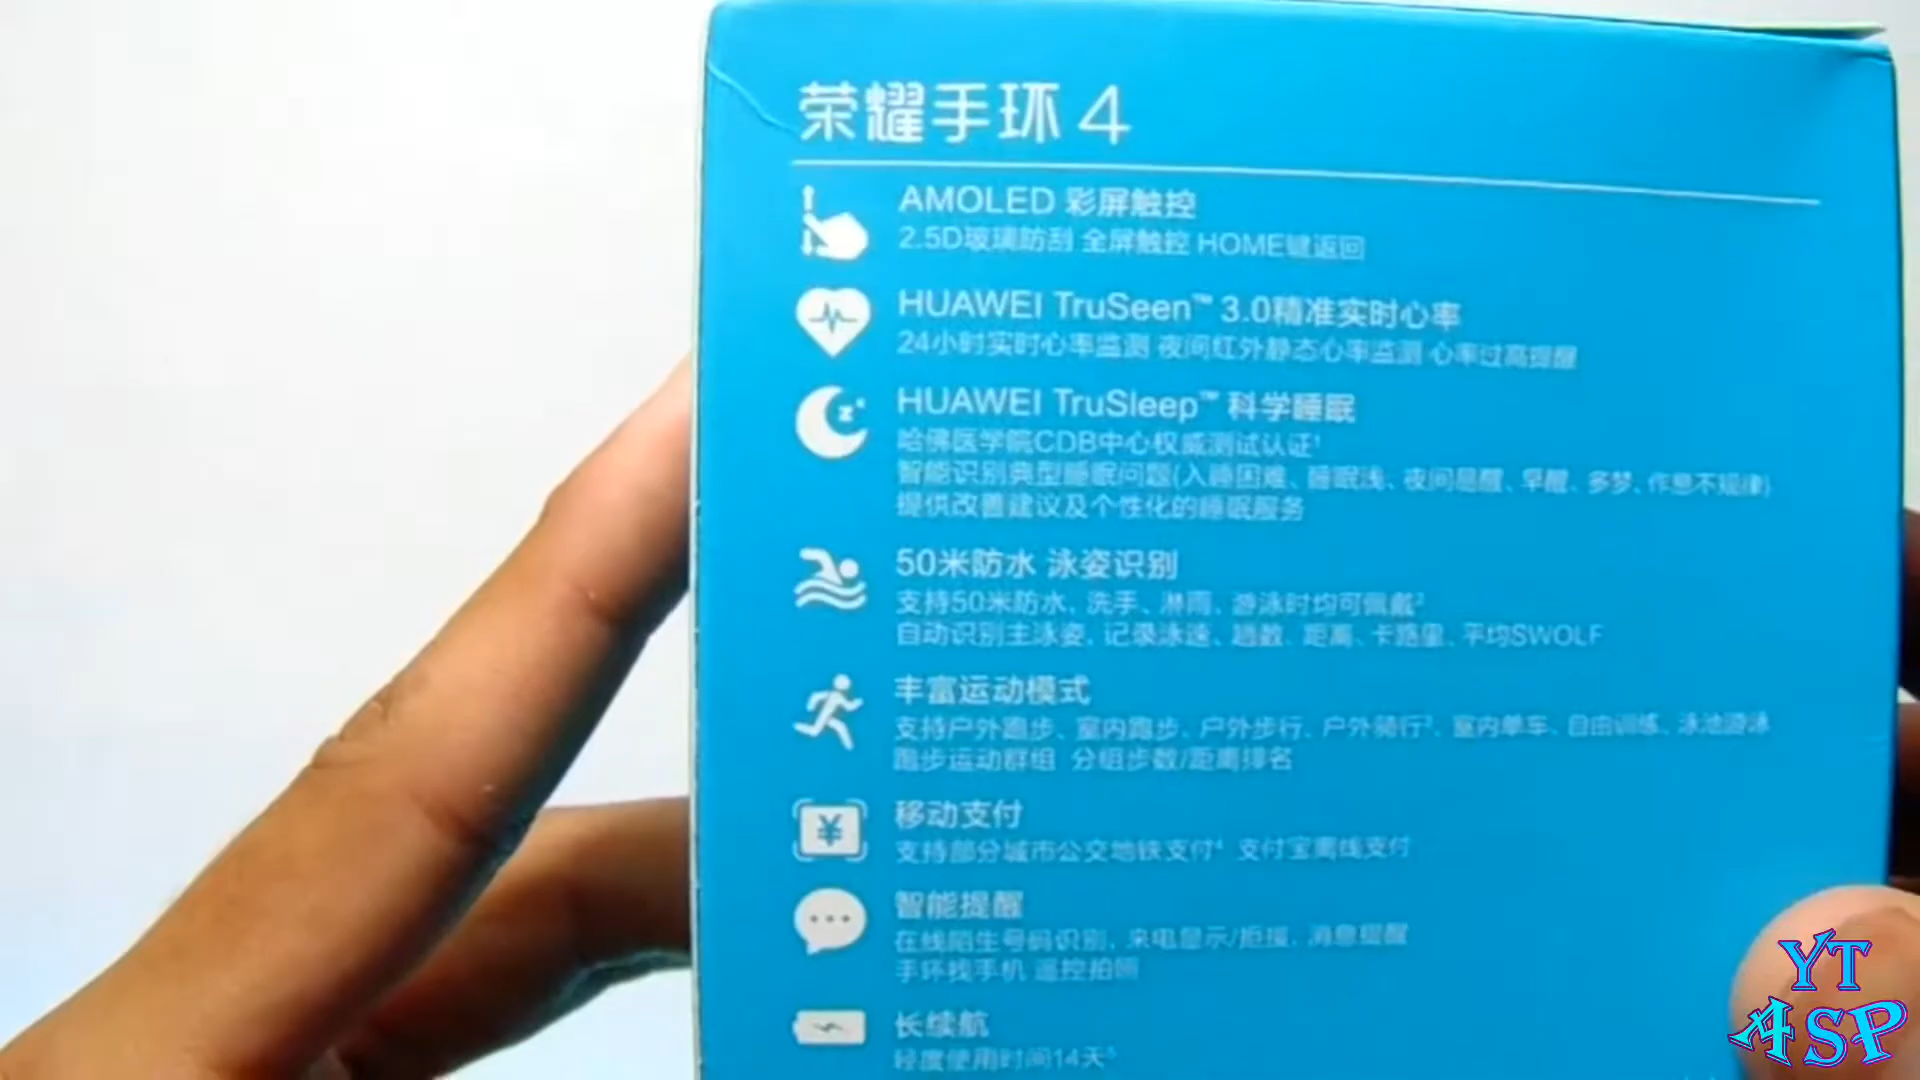 荣耀手环 4
AMOLED 彩屏触控
2.5D玻璃防刮 全屏触控 HOME键返回
HUAWEI TruSeen™ 3.0精准实时心率
24小时实时心率监测 夜间红外静态心率监测 心率过高提醒
HUAWEI TruSleep™ 科学睡眠
哈佛医学院CDB中心权威测试认证¹
智能识别典型睡眠问题(入睡困难、睡眠浅、夜间易醒、早醒、多梦、作息不规律)
提供改善建议及个性化的睡眠服务
50米防水 泳姿识别
支持50米防水、洗手、淋雨、游泳时均可佩戴²
自动识别主泳姿、记录泳速、趟数、距离、卡路里、平均SWOLF
丰富运动模式
支持户外跑步、室内跑步、户外步行、户外骑行³、室内单车、自由训练、泳池游泳
跑步运动群组 分组步数/距离排名
移动支付
支持部分城市公交地铁支付⁴ 支付宝离线支付
智能提醒
在线陌生号码识别、来电显示/拒接、消息提醒
手环找手机 遥控拍照
长续航
轻度使用时间14天⁵
YT
ASP